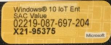 Windows® 10 IoT Ent
SAC Value
02219-087-697-204
X21-95375